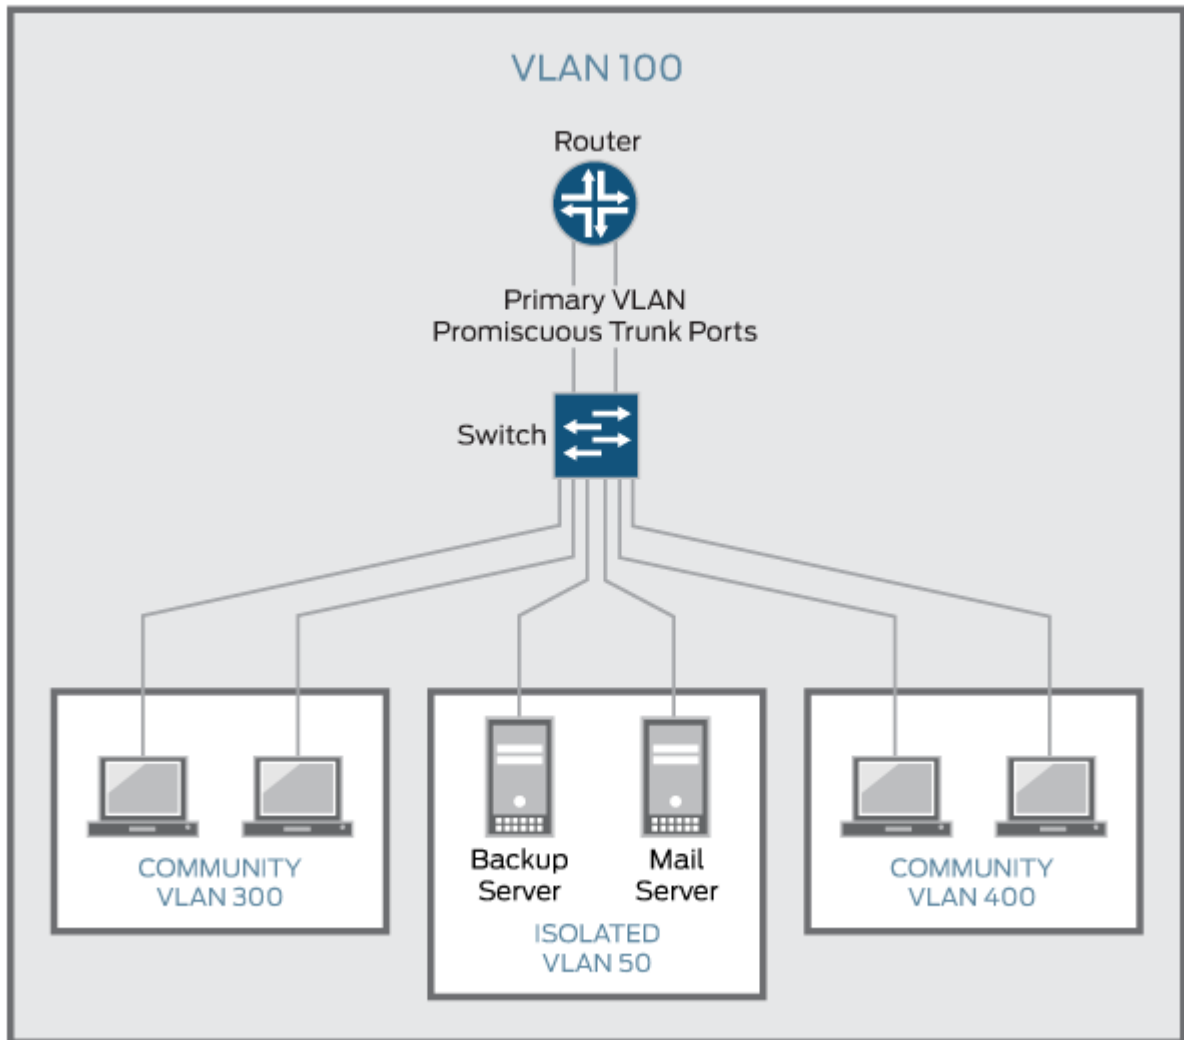 VLAN 100
Router
Primary VLAN
Promiscuous Trunk Ports
Switch
COMMUNITY
VLAN 300
Backup
Server
Mail
Server
ISOLATED
VLAN 50
COMMUNITY
VLAN 400